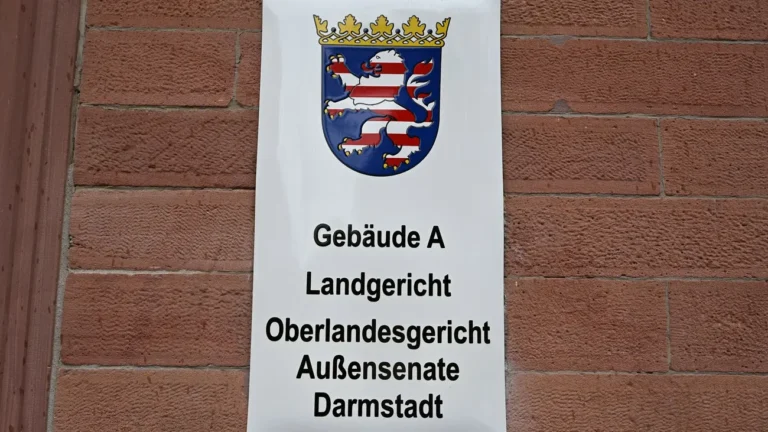 Gebäude A
Landgericht
Oberlandesgericht
Außensenate
Darmstadt